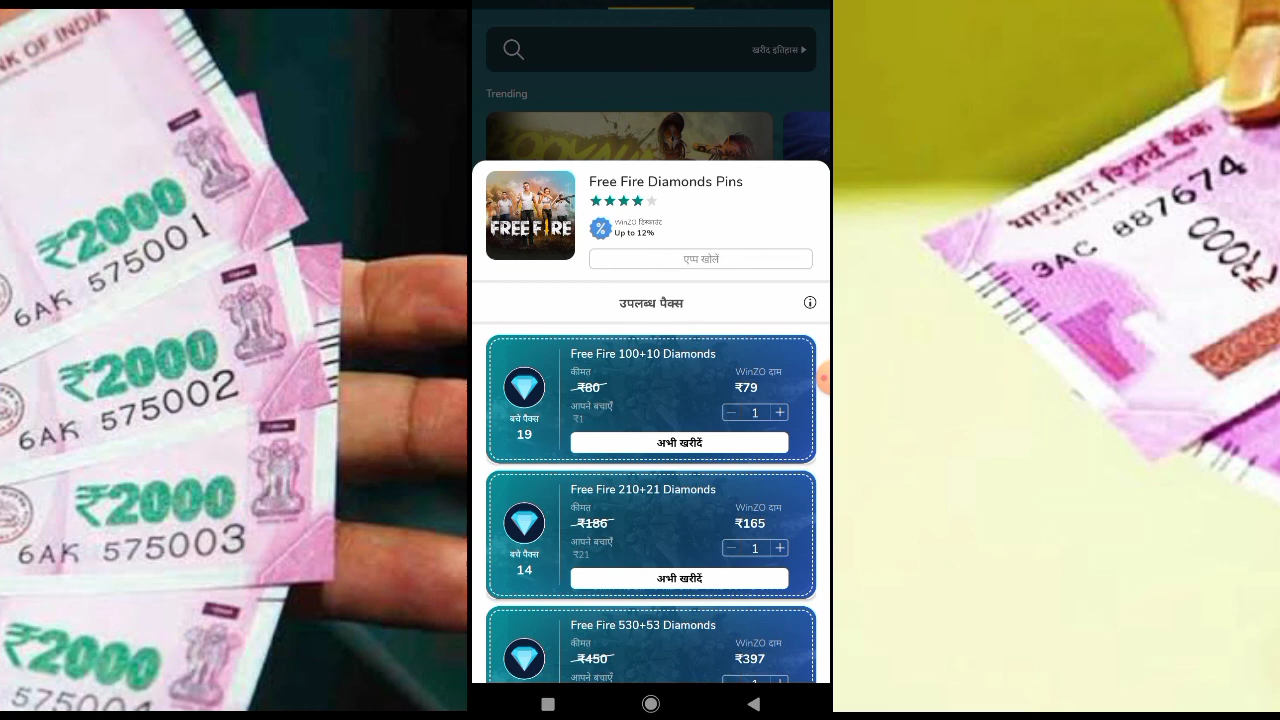 NK OF INDIA
₹2000
6AK 575001
₹2000
6AK 575002
₹2000
6AK 575003
₹2000
खरीद इतिहास
Trending
FREE FIRE
Free Fire Diamonds Pins
WinZO डिस्काउंट
Up to 12%
एप्प खोलें
उपलब्ध पैक्स
Free Fire 100+10 Diamonds
कीमत
WinZO दाम
₹80
₹79
आपने बचाएँ
₹1
1
बचे पैक्स
19
अभी खरीदें
Free Fire 210+21 Diamonds
कीमत
WinZO दाम
₹186
₹165
आपने बचाएँ
₹21
1
बचे पैक्स
14
अभी खरीदें
Free Fire 530+53 Diamonds
कीमत
WinZO दाम
₹450
₹397
आपने बचाएँ
भारतीय रिज़र्व बैंक
3AC 887674